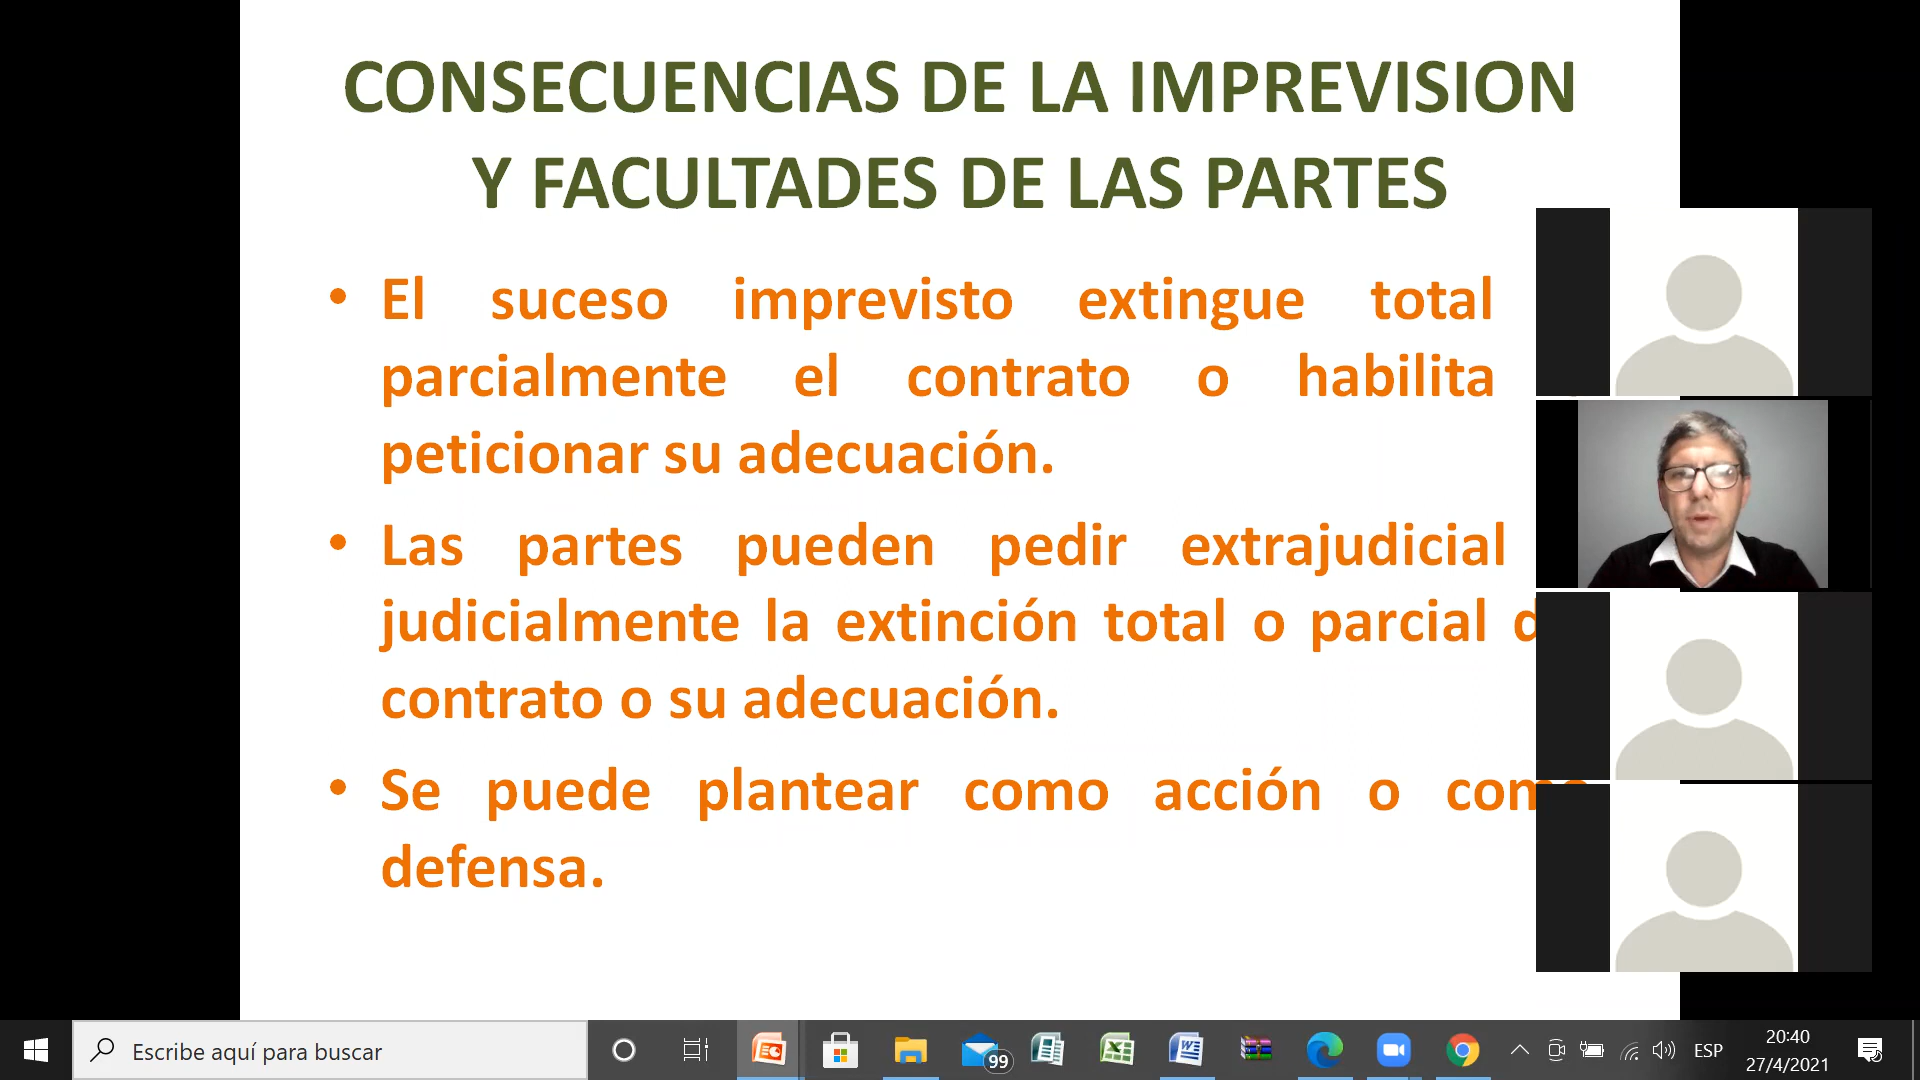 CONSECUENCIAS DE LA IMPREVISION
Y FACULTADES DE LAS PARTES
• El suceso imprevisto extingue total
parcialmente el contrato o habilita
peticionar su adecuación.
• Las partes pueden pedir extrajudicial
judicialmente la extinción total o parcial
contrato o su adecuación.
• Se puede plantear como acción o como
defensa.
Escribe aquí para buscar
99
ESP
20:40
27/4/2021